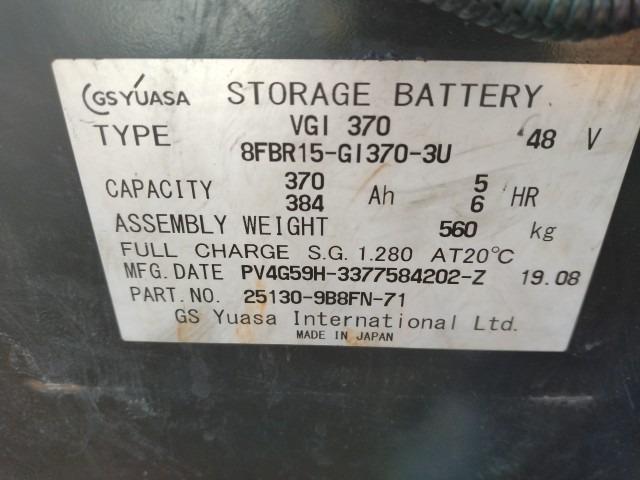 GS YUASA STORAGE BATTERY
TYPE VGI 370 48 V
8FBR15-GI370-3U
CAPACITY 370 Ah 5 HR
384 6
ASSEMBLY WEIGHT 560 kg
FULL CHARGE S.G. 1.280 AT20℃
MFG. DATE PV4G59H-3377584202-Z 19.08
PART.NO. 25130-9B8FN-71
GS Yuasa International Ltd.
MADE IN JAPAN